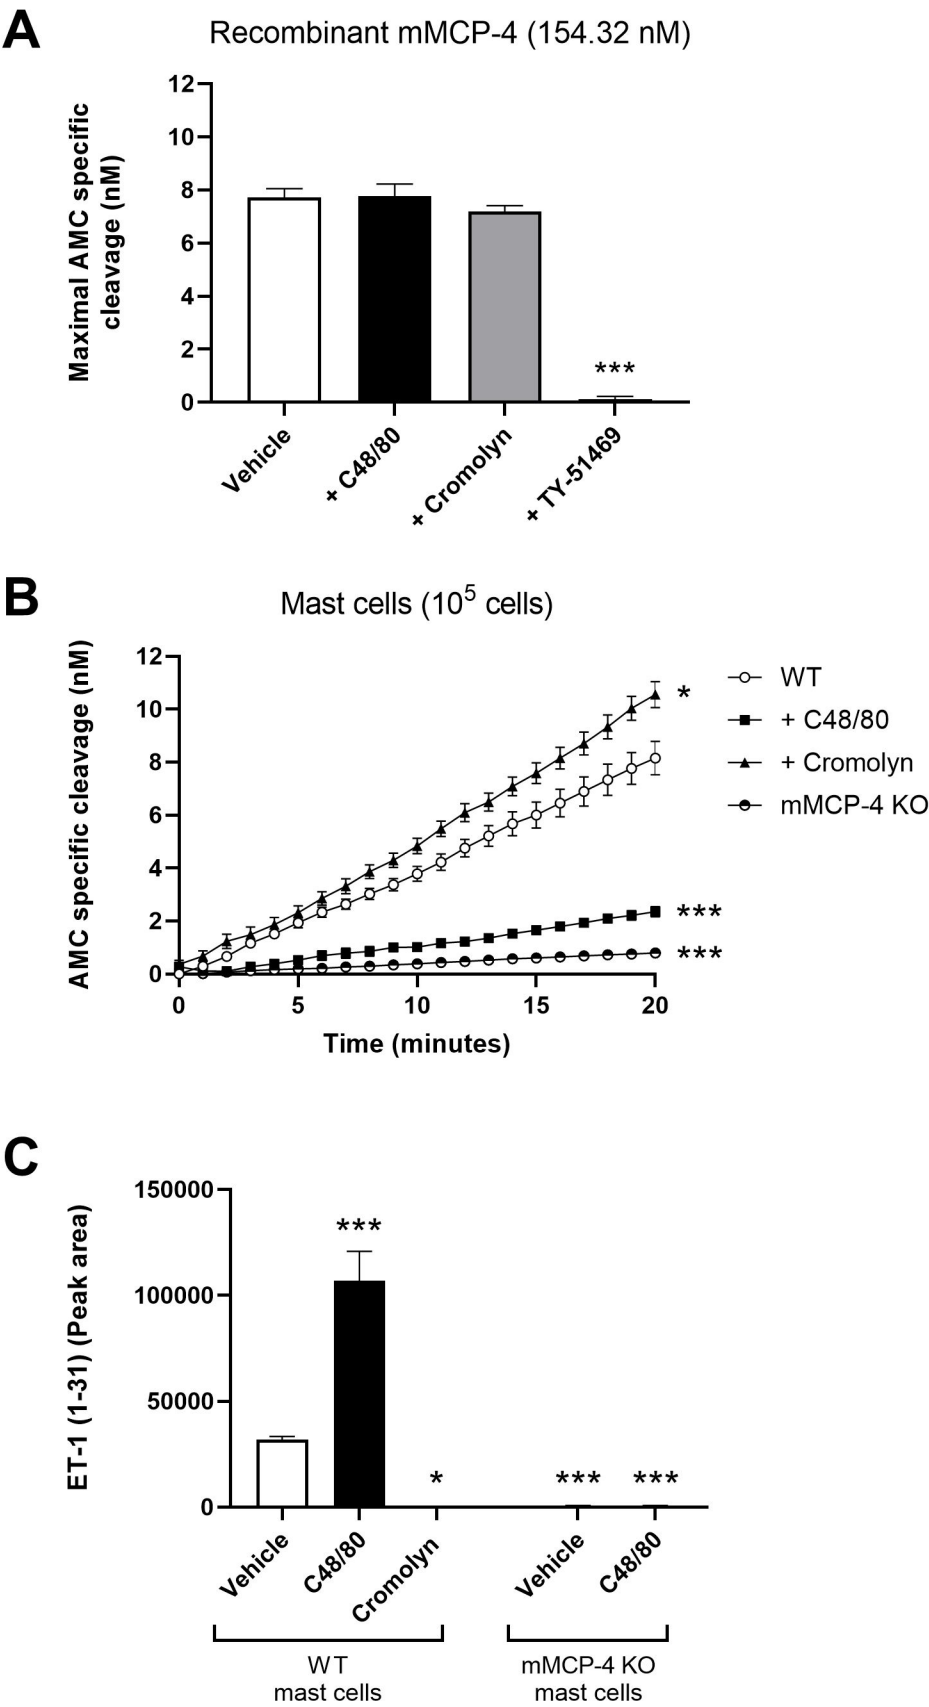 A
Recombinant mMCP-4 (154.32 nM)
Maximal AMC specific
cleavage (nM)
12
10
8
6
4
2
0
***
Vehicle
+ C48/80
+ Cromolyn
+ TY-51469
B
Mast cells (10⁵ cells)
AMC specific cleavage (nM)
12
10
8
6
4
2
0
*
***
***
0
5
10
15
20
Time (minutes)
WT
+ C48/80
+ Cromolyn
mMCP-4 KO
C
ET-1 (1-31) (Peak area)
150000
100000
50000
0
***
*
***
***
Vehicle
C48/80
Cromolyn
Vehicle
C48/80
WT
mast cells
mMCP-4 KO
mast cells